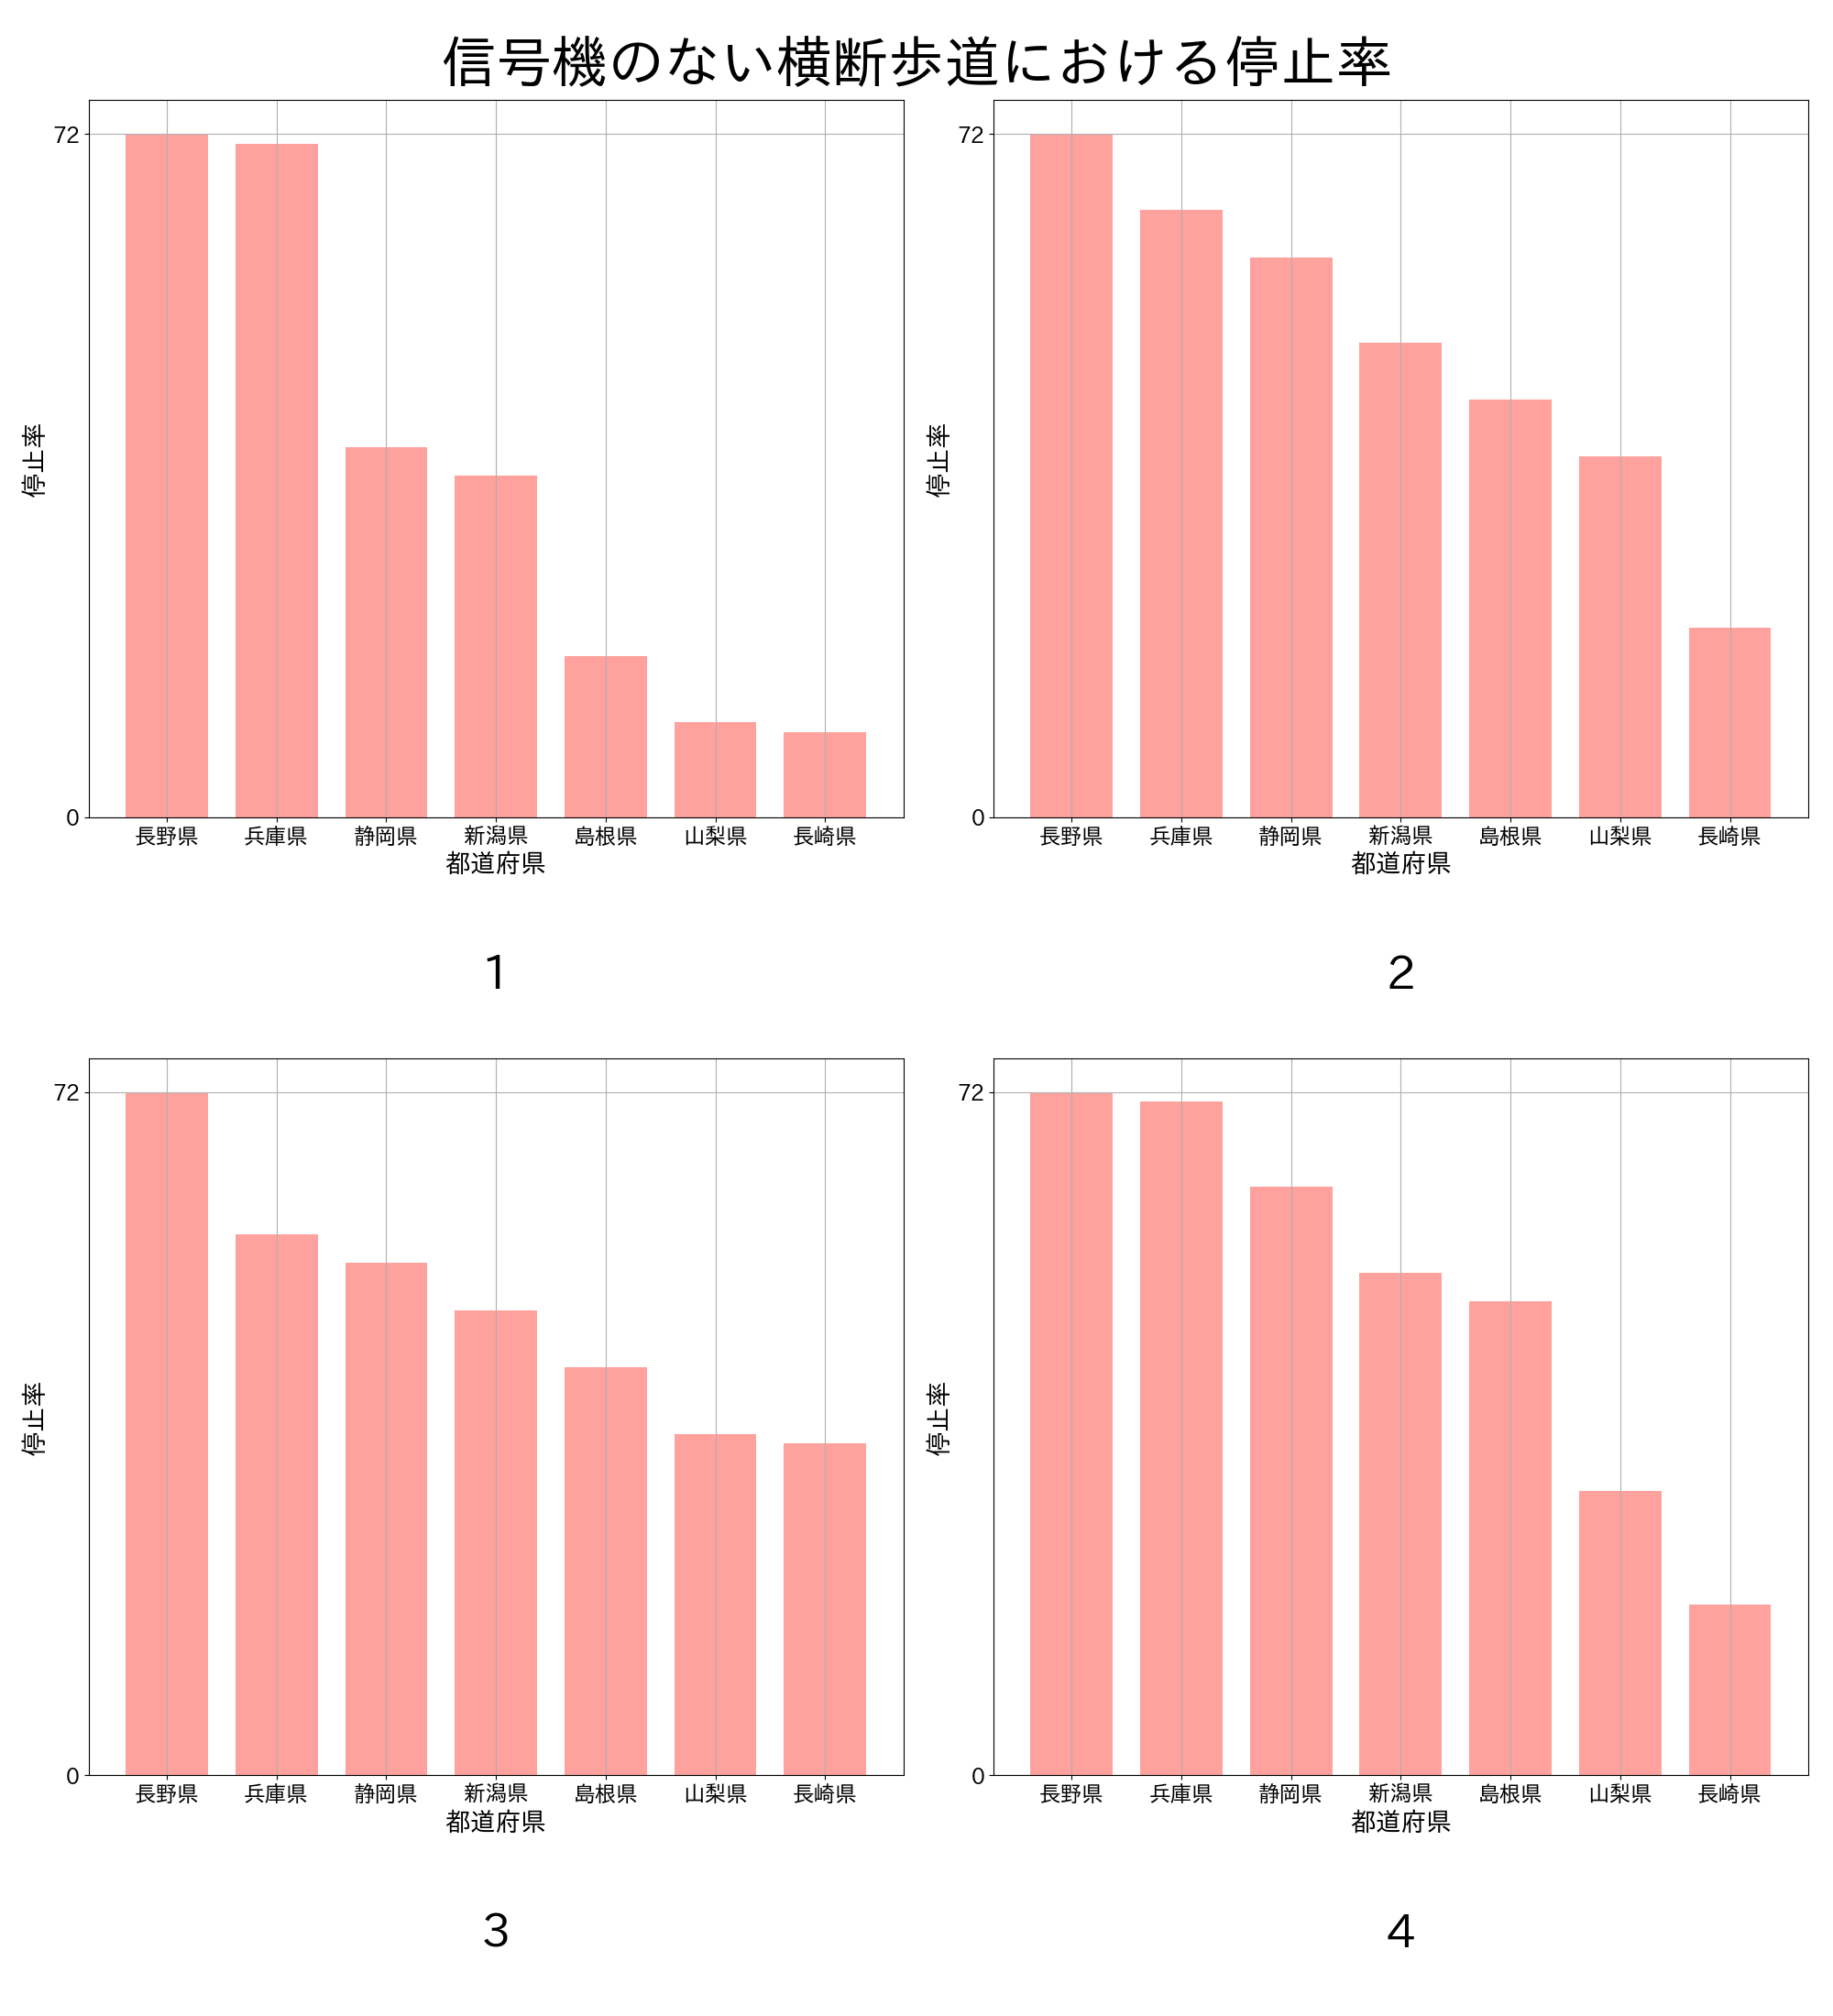 信号機のない横断歩道における停止率
72
0
停止率
長野県 兵庫県 静岡県 新潟県 島根県 山梨県 長崎県
都道府県
1
72
0
停止率
長野県 兵庫県 静岡県 新潟県 島根県 山梨県 長崎県
都道府県
2
72
0
停止率
長野県 兵庫県 静岡県 新潟県 島根県 山梨県 長崎県
都道府県
3
72
0
停止率
長野県 兵庫県 静岡県 新潟県 島根県 山梨県 長崎県
都道府県
4